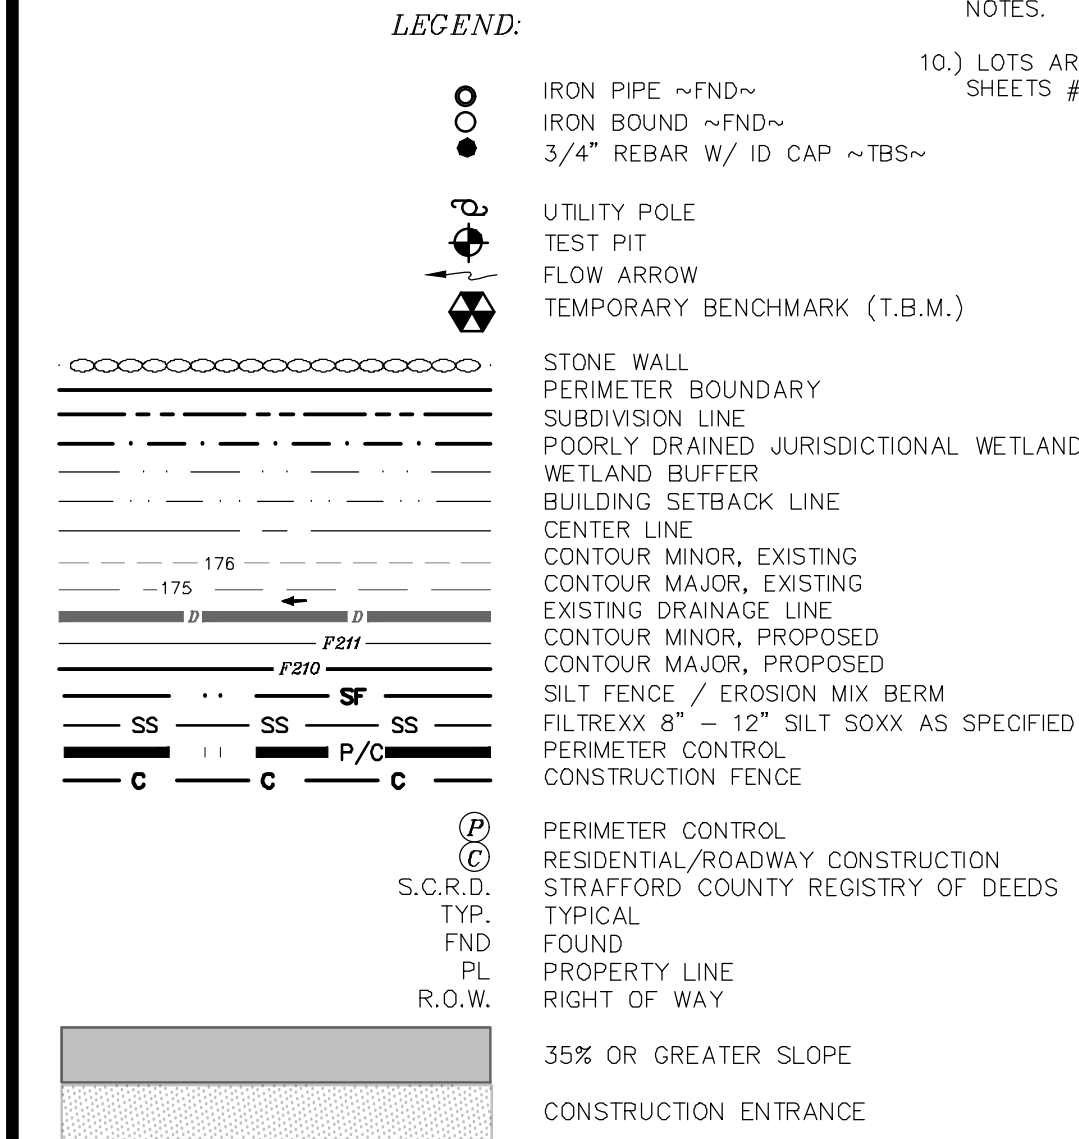 LEGEND:
NOTES.
10.) LOTS AR
SHEETS #
IRON PIPE ~FND~
IRON BOUND ~FND~
3/4" REBAR W/ ID CAP ~TBS~
UTILITY POLE
TEST PIT
FLOW ARROW
TEMPORARY BENCHMARK (T.B.M.)
STONE WALL
PERIMETER BOUNDARY
SUBDIVISION LINE
POORLY DRAINED JURISDICTIONAL WETLAND
WETLAND BUFFER
BUILDING SETBACK LINE
CENTER LINE
176 CONTOUR MINOR, EXISTING
175 CONTOUR MAJOR, EXISTING
D D EXISTING DRAINAGE LINE
F211 CONTOUR MINOR, PROPOSED
F210 CONTOUR MAJOR, PROPOSED
SF SILT FENCE / EROSION MIX BERM
SS SS SS FILTREXX 8" – 12" SILT SOXX AS SPECIFIED
P/C PERIMETER CONTROL
C C C CONSTRUCTION FENCE
P PERIMETER CONTROL
C RESIDENTIAL/ROADWAY CONSTRUCTION
S.C.R.D. STRAFFORD COUNTY REGISTRY OF DEEDS
TYP. TYPICAL
FND FOUND
PL PROPERTY LINE
R.O.W. RIGHT OF WAY
35% OR GREATER SLOPE
CONSTRUCTION ENTRANCE